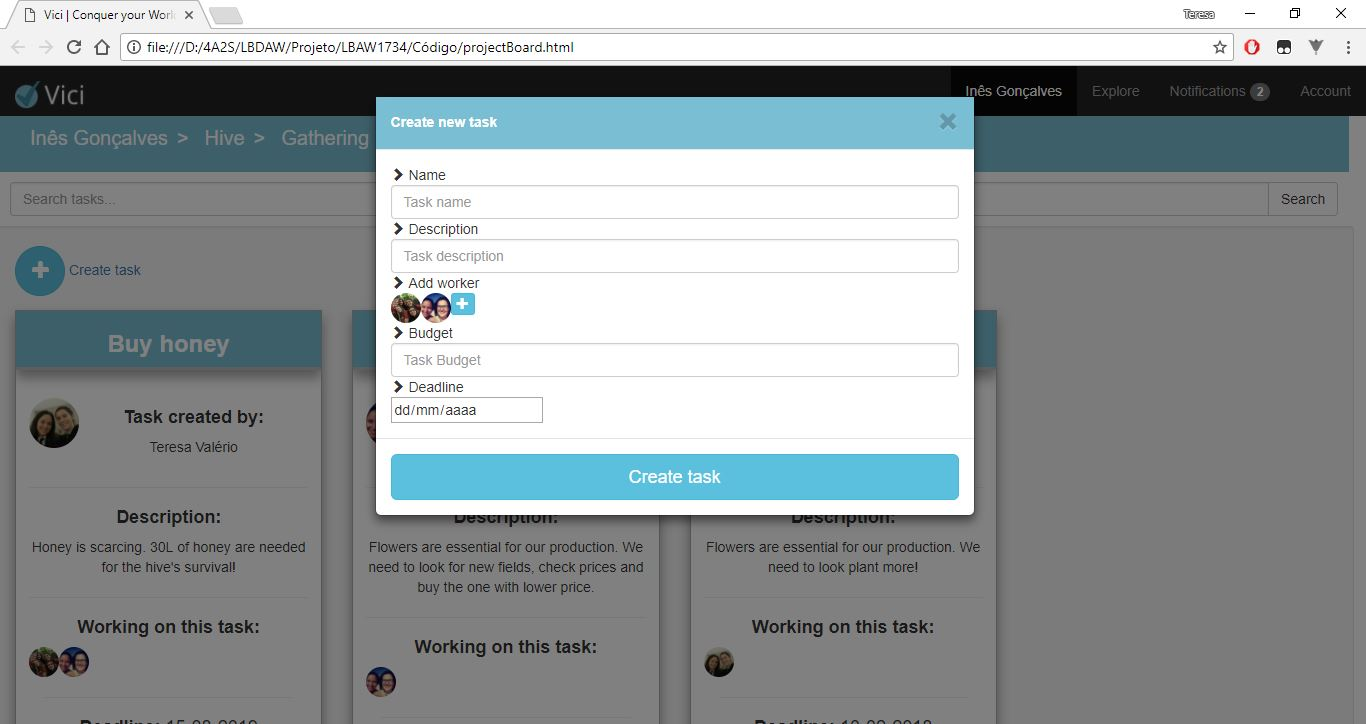 Vici | Conquer your Worl
Teresa
file:///D:/4A2S/LBDAW/Projeto/LBAW1734/Código/projectBoard.html
Vici
Inês Gonçalves
Explore
Notifications 2
Account
Inês Gonçalves > Hive > Gathering
Search tasks...
Search
Create task
Create new task
Name
Task name
Description
Task description
Add worker
Budget
Task Budget
Deadline
dd/mm/aaaa
Create task
Buy honey
Task created by:
Teresa Valério
Description:
Honey is scarcing. 30L of honey are needed
for the hive's survival!
Working on this task:
Deadline: 15-08-2019
Description:
Flowers are essential for our production. We
need to look for new fields, check prices and
buy the one with lower price.
Working on this task:
Description:
Flowers are essential for our production. We
need to look plant more!
Working on this task: